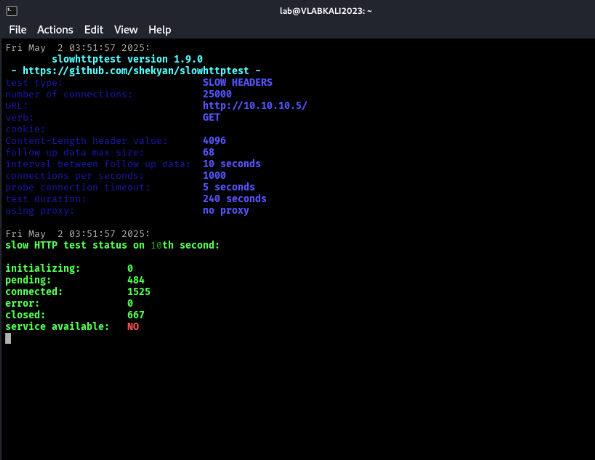 lab@VLABKALI2023: ~
File Actions Edit View Help
Fri May  2 03:51:57 2025:
        slowhttptest version 1.9.0
 - https://github.com/shekyan/slowhttptest -
test type:                        SLOW HEADERS
number of connections:            25000
URL:                              http://10.10.10.5/
verb:                             GET
cookie:
Content-Length header value:      4096
follow up data max size:          68
interval between follow up data:  10 seconds
connections per seconds:          1000
probe connection timeout:         5 seconds
test duration:                    240 seconds
using proxy:                      no proxy
Fri May  2 03:51:57 2025:
slow HTTP test status on 10th second:
initializing:        0
pending:             484
connected:           1525
error:               0
closed:              667
service available:   NO